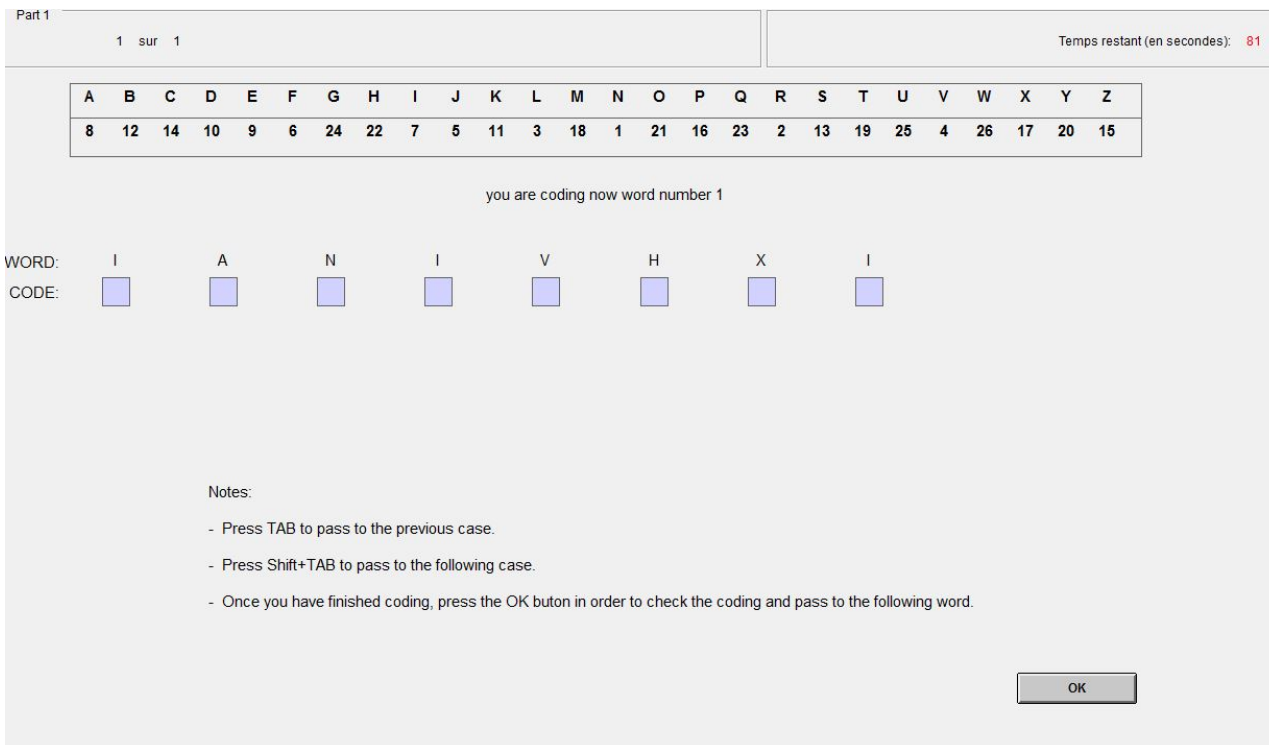 Part 1
1 sur 1
Temps restant (en secondes): 81
A B C D E F G H I J K L M N O P Q R S T U V W X Y Z
8 12 14 10 9 6 24 22 7 5 11 3 18 1 21 16 23 2 13 19 25 4 26 17 20 15
you are coding now word number 1
WORD: I A N I V H X I
CODE:
Notes:
- Press TAB to pass to the previous case.
- Press Shift+TAB to pass to the following case.
- Once you have finished coding, press the OK buton in order to check the coding and pass to the following word.
OK